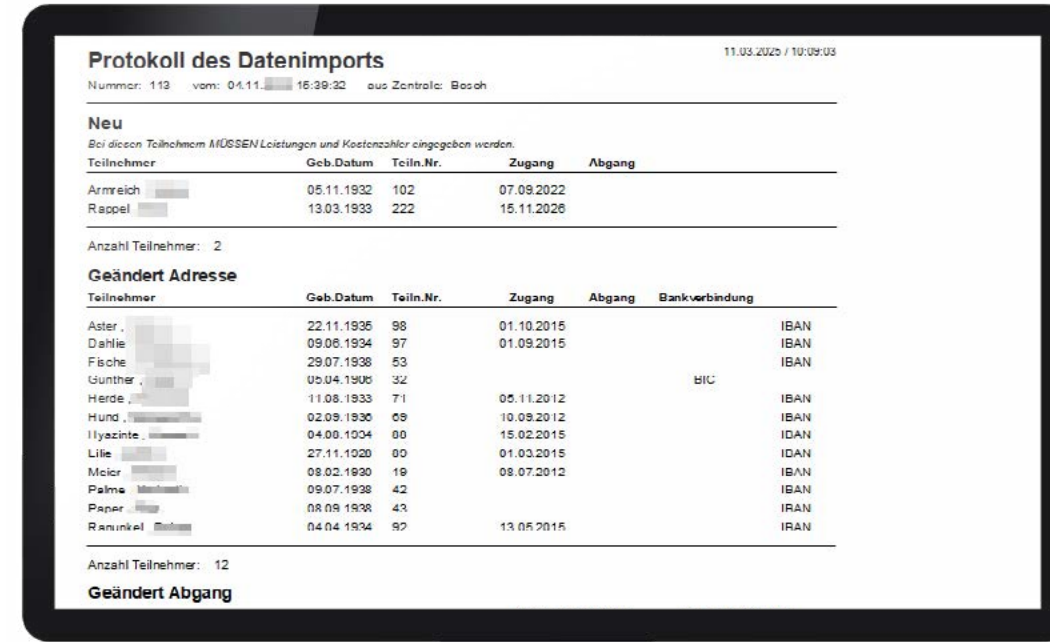 11.03.2025 / 10:09:03
Protokoll des Datenimports
Nummer: 113 vom: 04.11. 15:39:32 aus Zentrale: Bosch
Neu
Bei diesen Teilnehmern MÜSSEN Leistungen und Kostenzahler eingegeben werden.
Teilnehmer Geb.Datum Teiln.Nr. Zugang Abgang
Armreich 05.11.1932 102 07.09.2022
Rappel 13.03.1933 222 15.11.2026
Anzahl Teilnehmer: 2
Geändert Adresse
Teilnehmer Geb.Datum Teiln.Nr. Zugang Abgang Bankverbindung
Aster , 22.11.1935 98 01.10.2015 IBAN
Dahlie 09.06.1934 97 01.09.2015 IBAN
Fische 29.07.1938 53 IBAN
Günther , 05.04.1906 32 BIC
Herde , 11.08.1933 71 05.11.2012 IBAN
Hund , 02.09.1936 69 10.09.2012 IBAN
Hyazinte , 15.02.2015 IBAN
Lilie 01.03.2015 IBAN
Meier 08.02.1930 19 08.07.2012 IBAN
Palme 09.07.1938 42 IBAN
Paper 08.09.1938 43 IBAN
Ranunkel 04.04.1934 92 13.05.2015 IBAN
Anzahl Teilnehmer: 12
Geändert Abgang